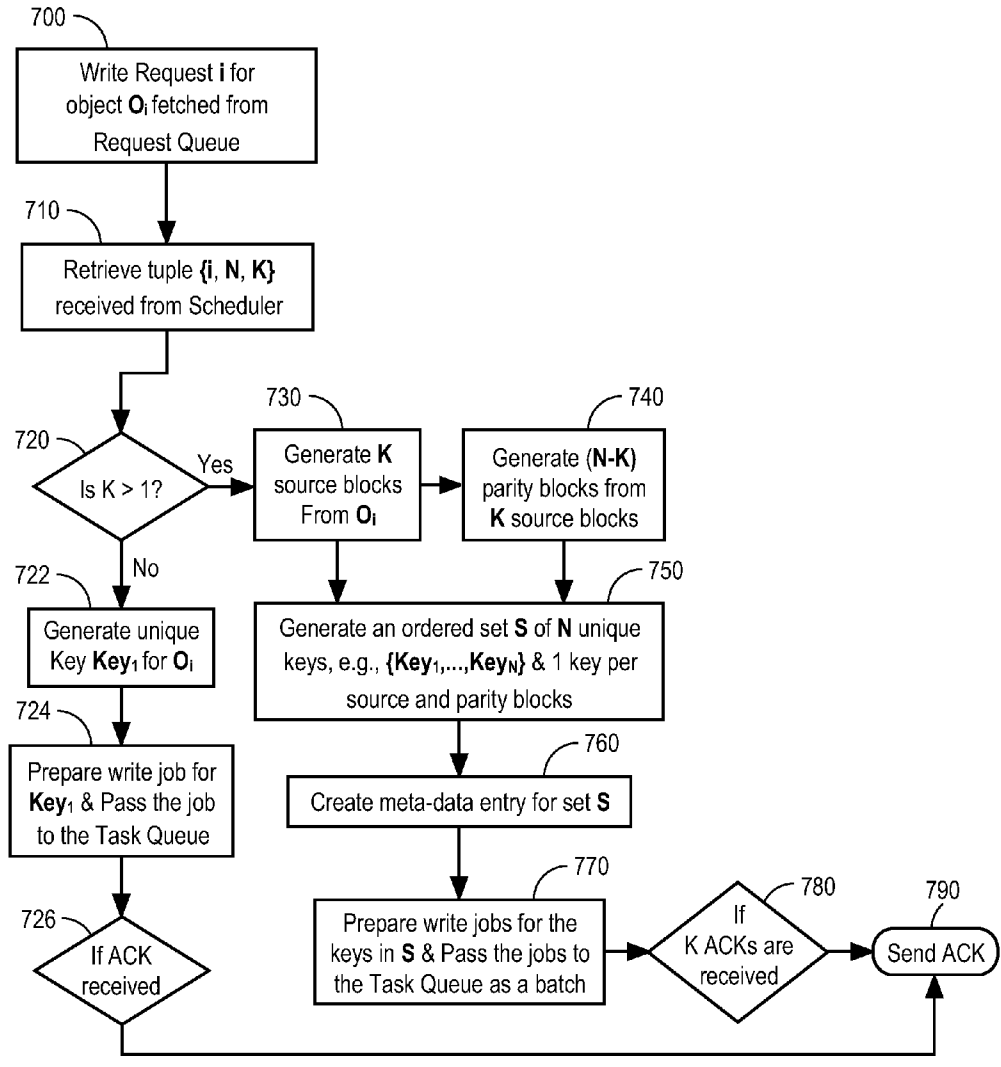 700
Write Request i for
object Oi fetched from
Request Queue
710
Retrieve tuple {i, N, K}
received from Scheduler
720
Is K > 1?
Yes
No
730
Generate K
source blocks
From Oi
740
Generate (N-K)
parity blocks from
K source blocks
722
Generate unique
Key Key1 for Oi
750
Generate an ordered set S of N unique
keys, e.g., {Key1,...,KeyN} & 1 key per
source and parity blocks
724
Prepare write job for
Key1 & Pass the job
to the Task Queue
760
Create meta-data entry for set S
770
Prepare write jobs for the
keys in S & Pass the jobs to
the Task Queue as a batch
726
If ACK
received
780
If
K ACKs are
received
790
Send ACK